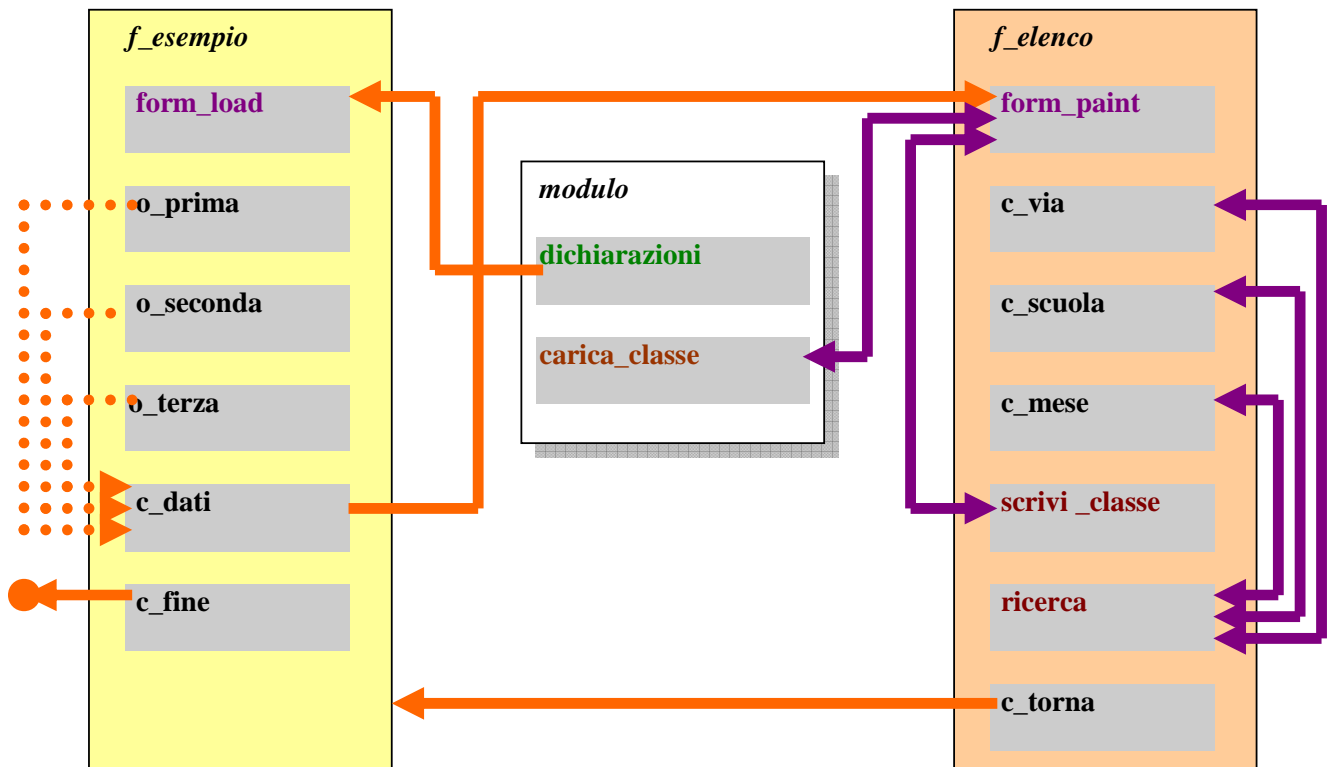 f_esempio
form_load
o_prima
o_seconda
o_terza
c_dati
c_fine
modulo
dichiarazioni
carica_classe
f_elenco
form_paint
c_via
c_scuola
c_mese
scrivi _classe
ricerca
c_torna